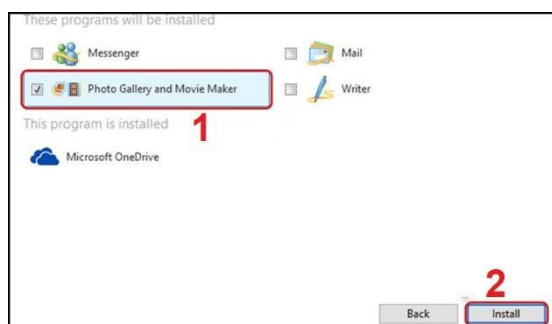 These programs will be installed
Messenger
Mail
Photo Gallery and Movie Maker
Writer
1
This program is installed
Microsoft OneDrive
2
Back
Install